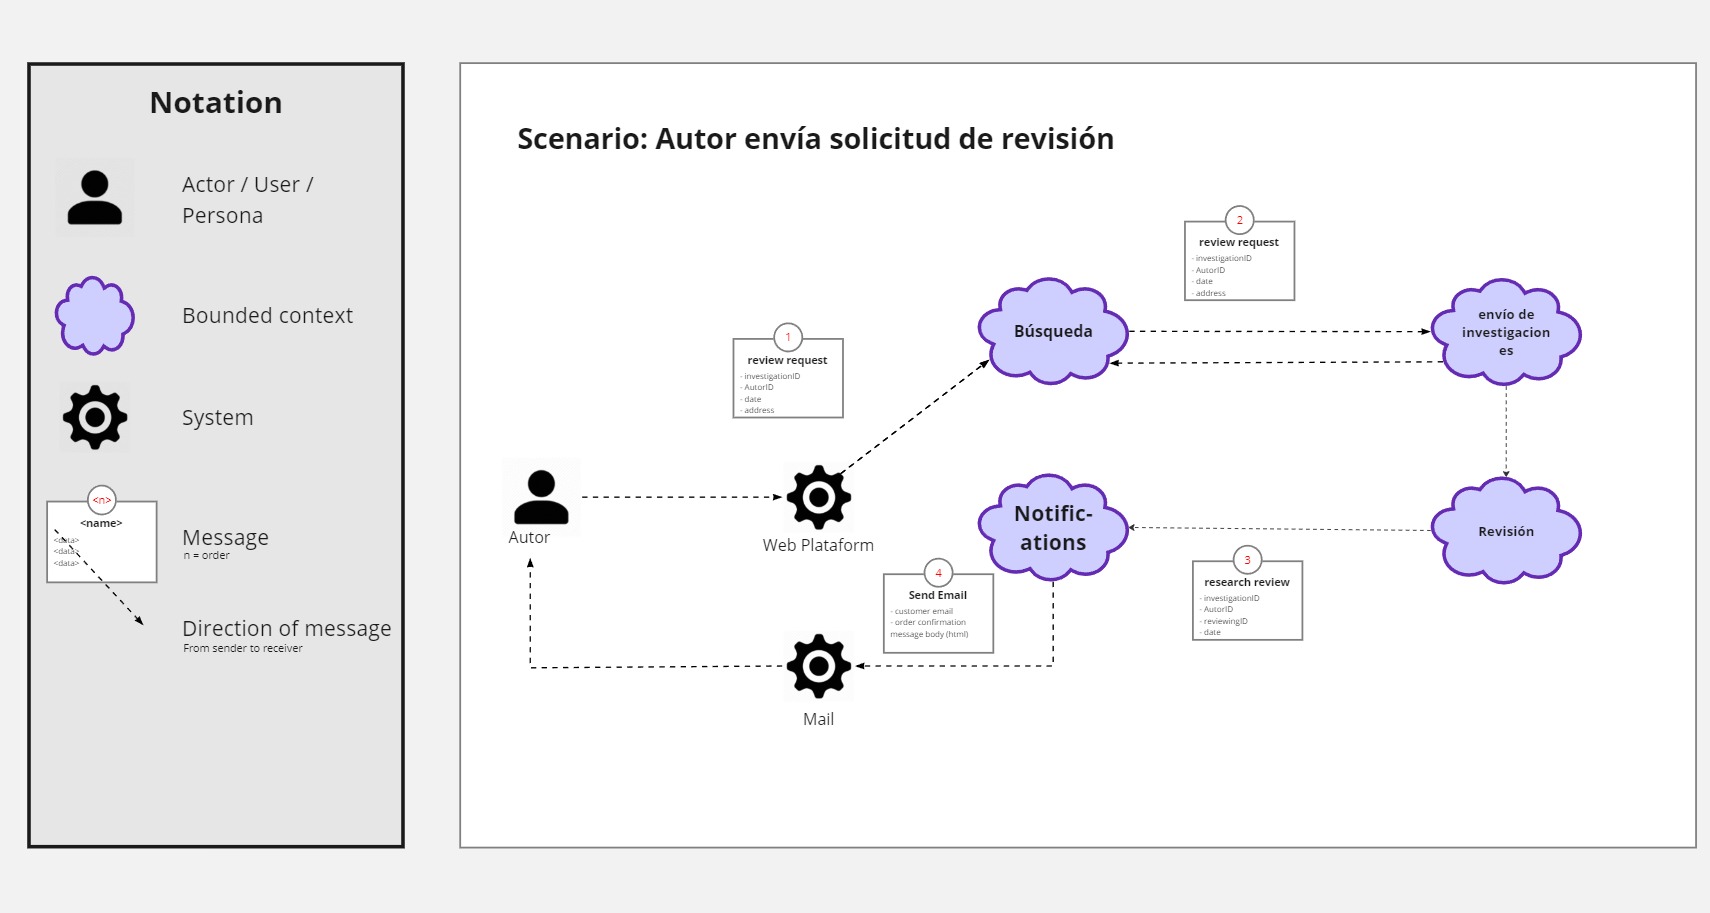 Notation
Actor / User /
Persona
Bounded context
System
<n>
<name>
<data>
<data>
<data>
Message
n = order
Direction of message
From sender to receiver
Scenario: Autor envía solicitud de revisión
1
review request
- investigationID
- AutorID
- date
- address
2
review request
- investigationID
- AutorID
- date
- address
Búsqueda
envío de
investigacion
es
Autor
Web Plataform
Notific-
ations
Revisión
3
research review
- investigationID
- AutorID
- reviewingID
- date
4
Send Email
- customer email
- order confirmation
message body (html)
Mail